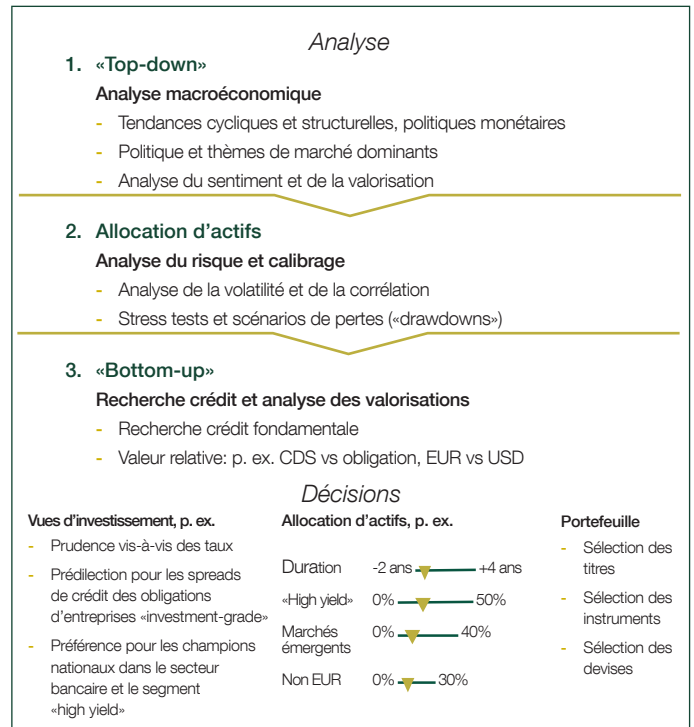 Analyse
1. «Top-down»
Analyse macroéconomique
- Tendances cycliques et structurelles, politiques monétaires
- Politique et thèmes de marché dominants
- Analyse du sentiment et de la valorisation
2. Allocation d'actifs
Analyse du risque et calibrage
- Analyse de la volatilité et de la corrélation
- Stress tests et scénarios de pertes («drawdowns»)
3. «Bottom-up»
Recherche crédit et analyse des valorisations
- Recherche crédit fondamentale
- Valeur relative: p. ex. CDS vs obligation, EUR vs USD
Décisions
Vues d'investissement, p. ex.
- Prudence vis-à-vis des taux
- Prédilection pour les spreads
de crédit des obligations
d'entreprises «investment-grade»
- Préférence pour les champions
nationaux dans le secteur
bancaire et le segment
«high yield»
Allocation d'actifs, p. ex.
Duration -2 ans +4 ans
«High yield» 0% 50%
Marchés
émergents 0% 40%
Non EUR 0% 30%
Portefeuille
- Sélection des
titres
- Sélection des
instruments
- Sélection des
devises